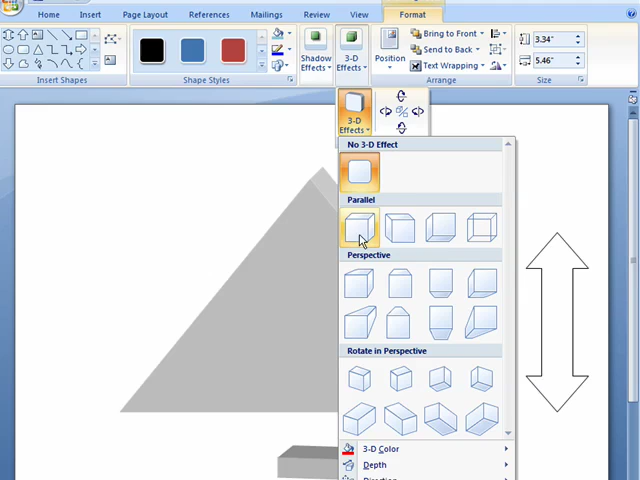 Home Insert Page Layout References Mailings Review View Format
Bring to Front
3.34"
Send to Back
Text Wrapping
5.46"
Shadow Effects
3-D Effects
Position
Insert Shapes
Shape Styles
Arrange
Size
3-D Effects
No 3-D Effect
Parallel
Perspective
Rotate in Perspective
3-D Color
Depth